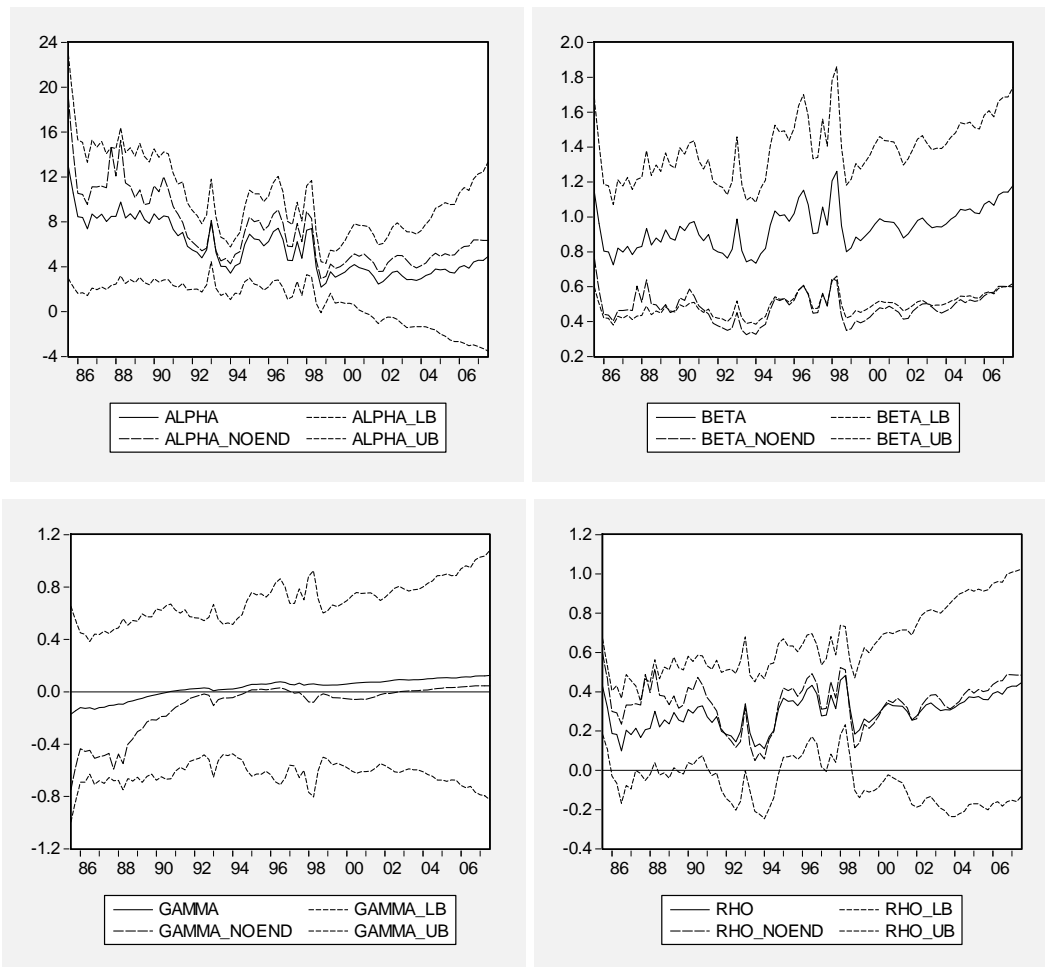 24
20
16
12
8
4
0
-4
86 88 90 92 94 96 98 00 02 04 06
ALPHA ALPHA_LB
ALPHA_NOEND ALPHA_UB
2.0
1.8
1.6
1.4
1.2
1.0
0.8
0.6
0.4
0.2
86 88 90 92 94 96 98 00 02 04 06
BETA BETA_LB
BETA_NOEND BETA_UB
1.2
0.8
0.4
0.0
-0.4
-0.8
-1.2
86 88 90 92 94 96 98 00 02 04 06
GAMMA GAMMA_LB
GAMMA_NOEND GAMMA_UB
1.2
1.0
0.8
0.6
0.4
0.2
0.0
-0.2
-0.4
86 88 90 92 94 96 98 00 02 04 06
RHO RHO_LB
RHO_NOEND RHO_UB